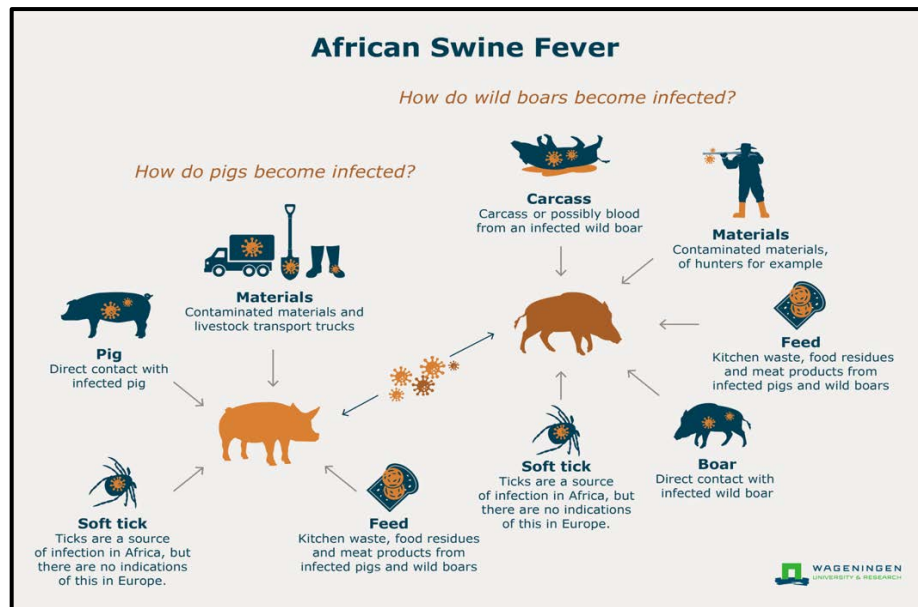 African Swine Fever
How do wild boars become infected?
How do pigs become infected?
Carcass
Carcass or possibly blood
from an infected wild boar
Materials
Contaminated materials,
of hunters for example
Materials
Contaminated materials and
livestock transport trucks
Pig
Direct contact with
infected pig
Feed
Kitchen waste, food residues
and meat products from
infected pigs and wild boars
Soft tick
Ticks are a source
of infection in Africa, but
there are no indications
of this in Europe.
Boar
Direct contact with
infected wild boar
Soft tick
Ticks are a source
of infection in Africa, but
there are no indications
of this in Europe.
Feed
Kitchen waste, food residues
and meat products from
infected pigs and wild boars
WAGENINGEN
UNIVERSITY & RESEARCH